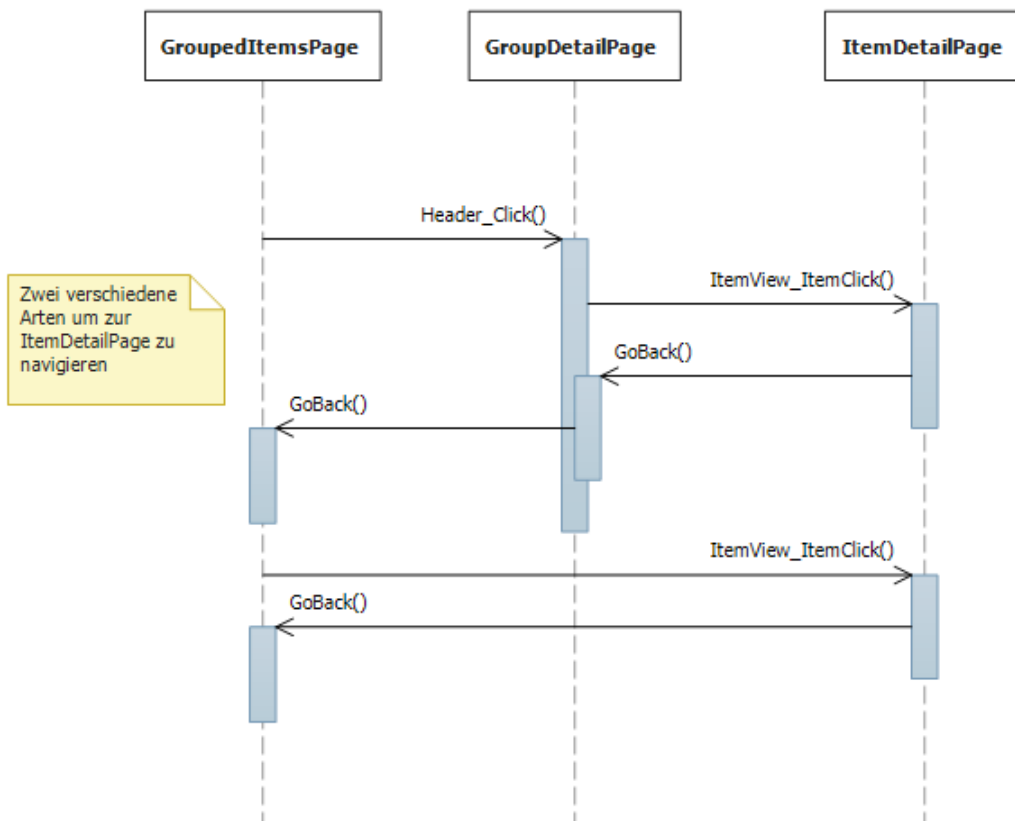 GroupedItemsPage
GroupDetailPage
ItemDetailPage
Header_Click()
Zwei verschiedene
Arten um zur
ItemDetailPage zu
navigieren
ItemView_ItemClick()
GoBack()
GoBack()
ItemView_ItemClick()
GoBack()